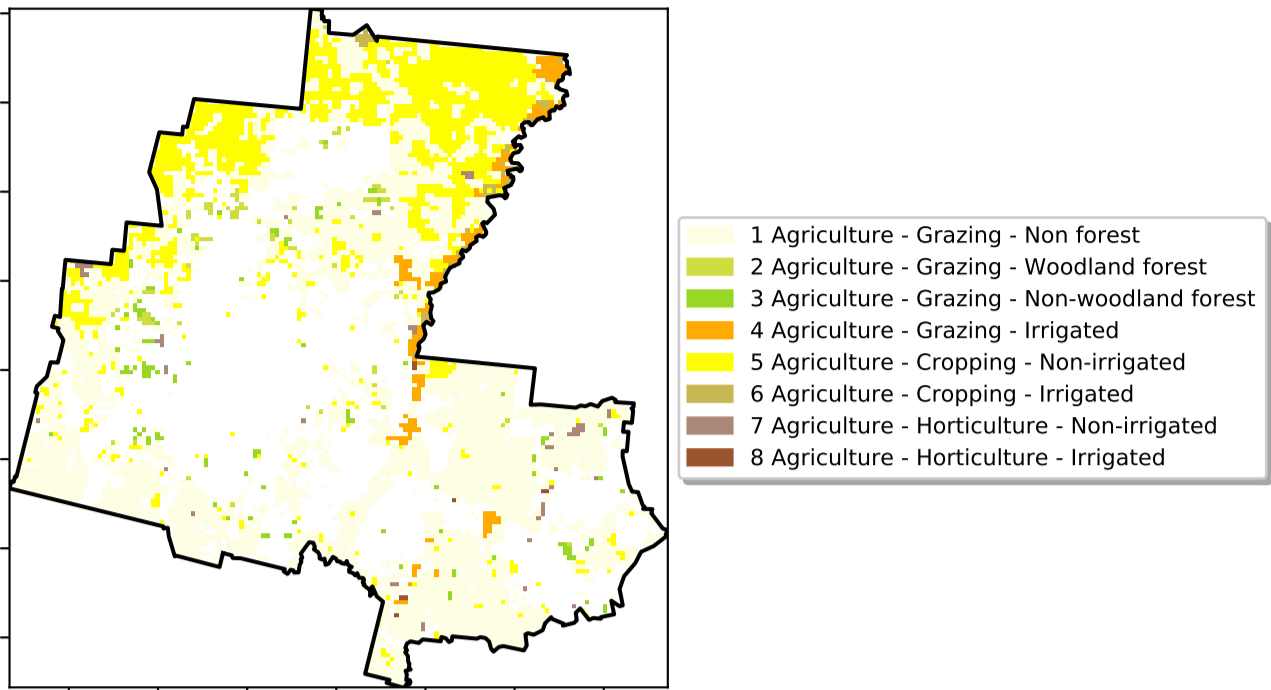 1 Agriculture - Grazing - Non forest
2 Agriculture - Grazing - Woodland forest
3 Agriculture - Grazing - Non-woodland forest
4 Agriculture - Grazing - Irrigated
5 Agriculture - Cropping - Non-irrigated
6 Agriculture - Cropping - Irrigated
7 Agriculture - Horticulture - Non-irrigated
8 Agriculture - Horticulture - Irrigated